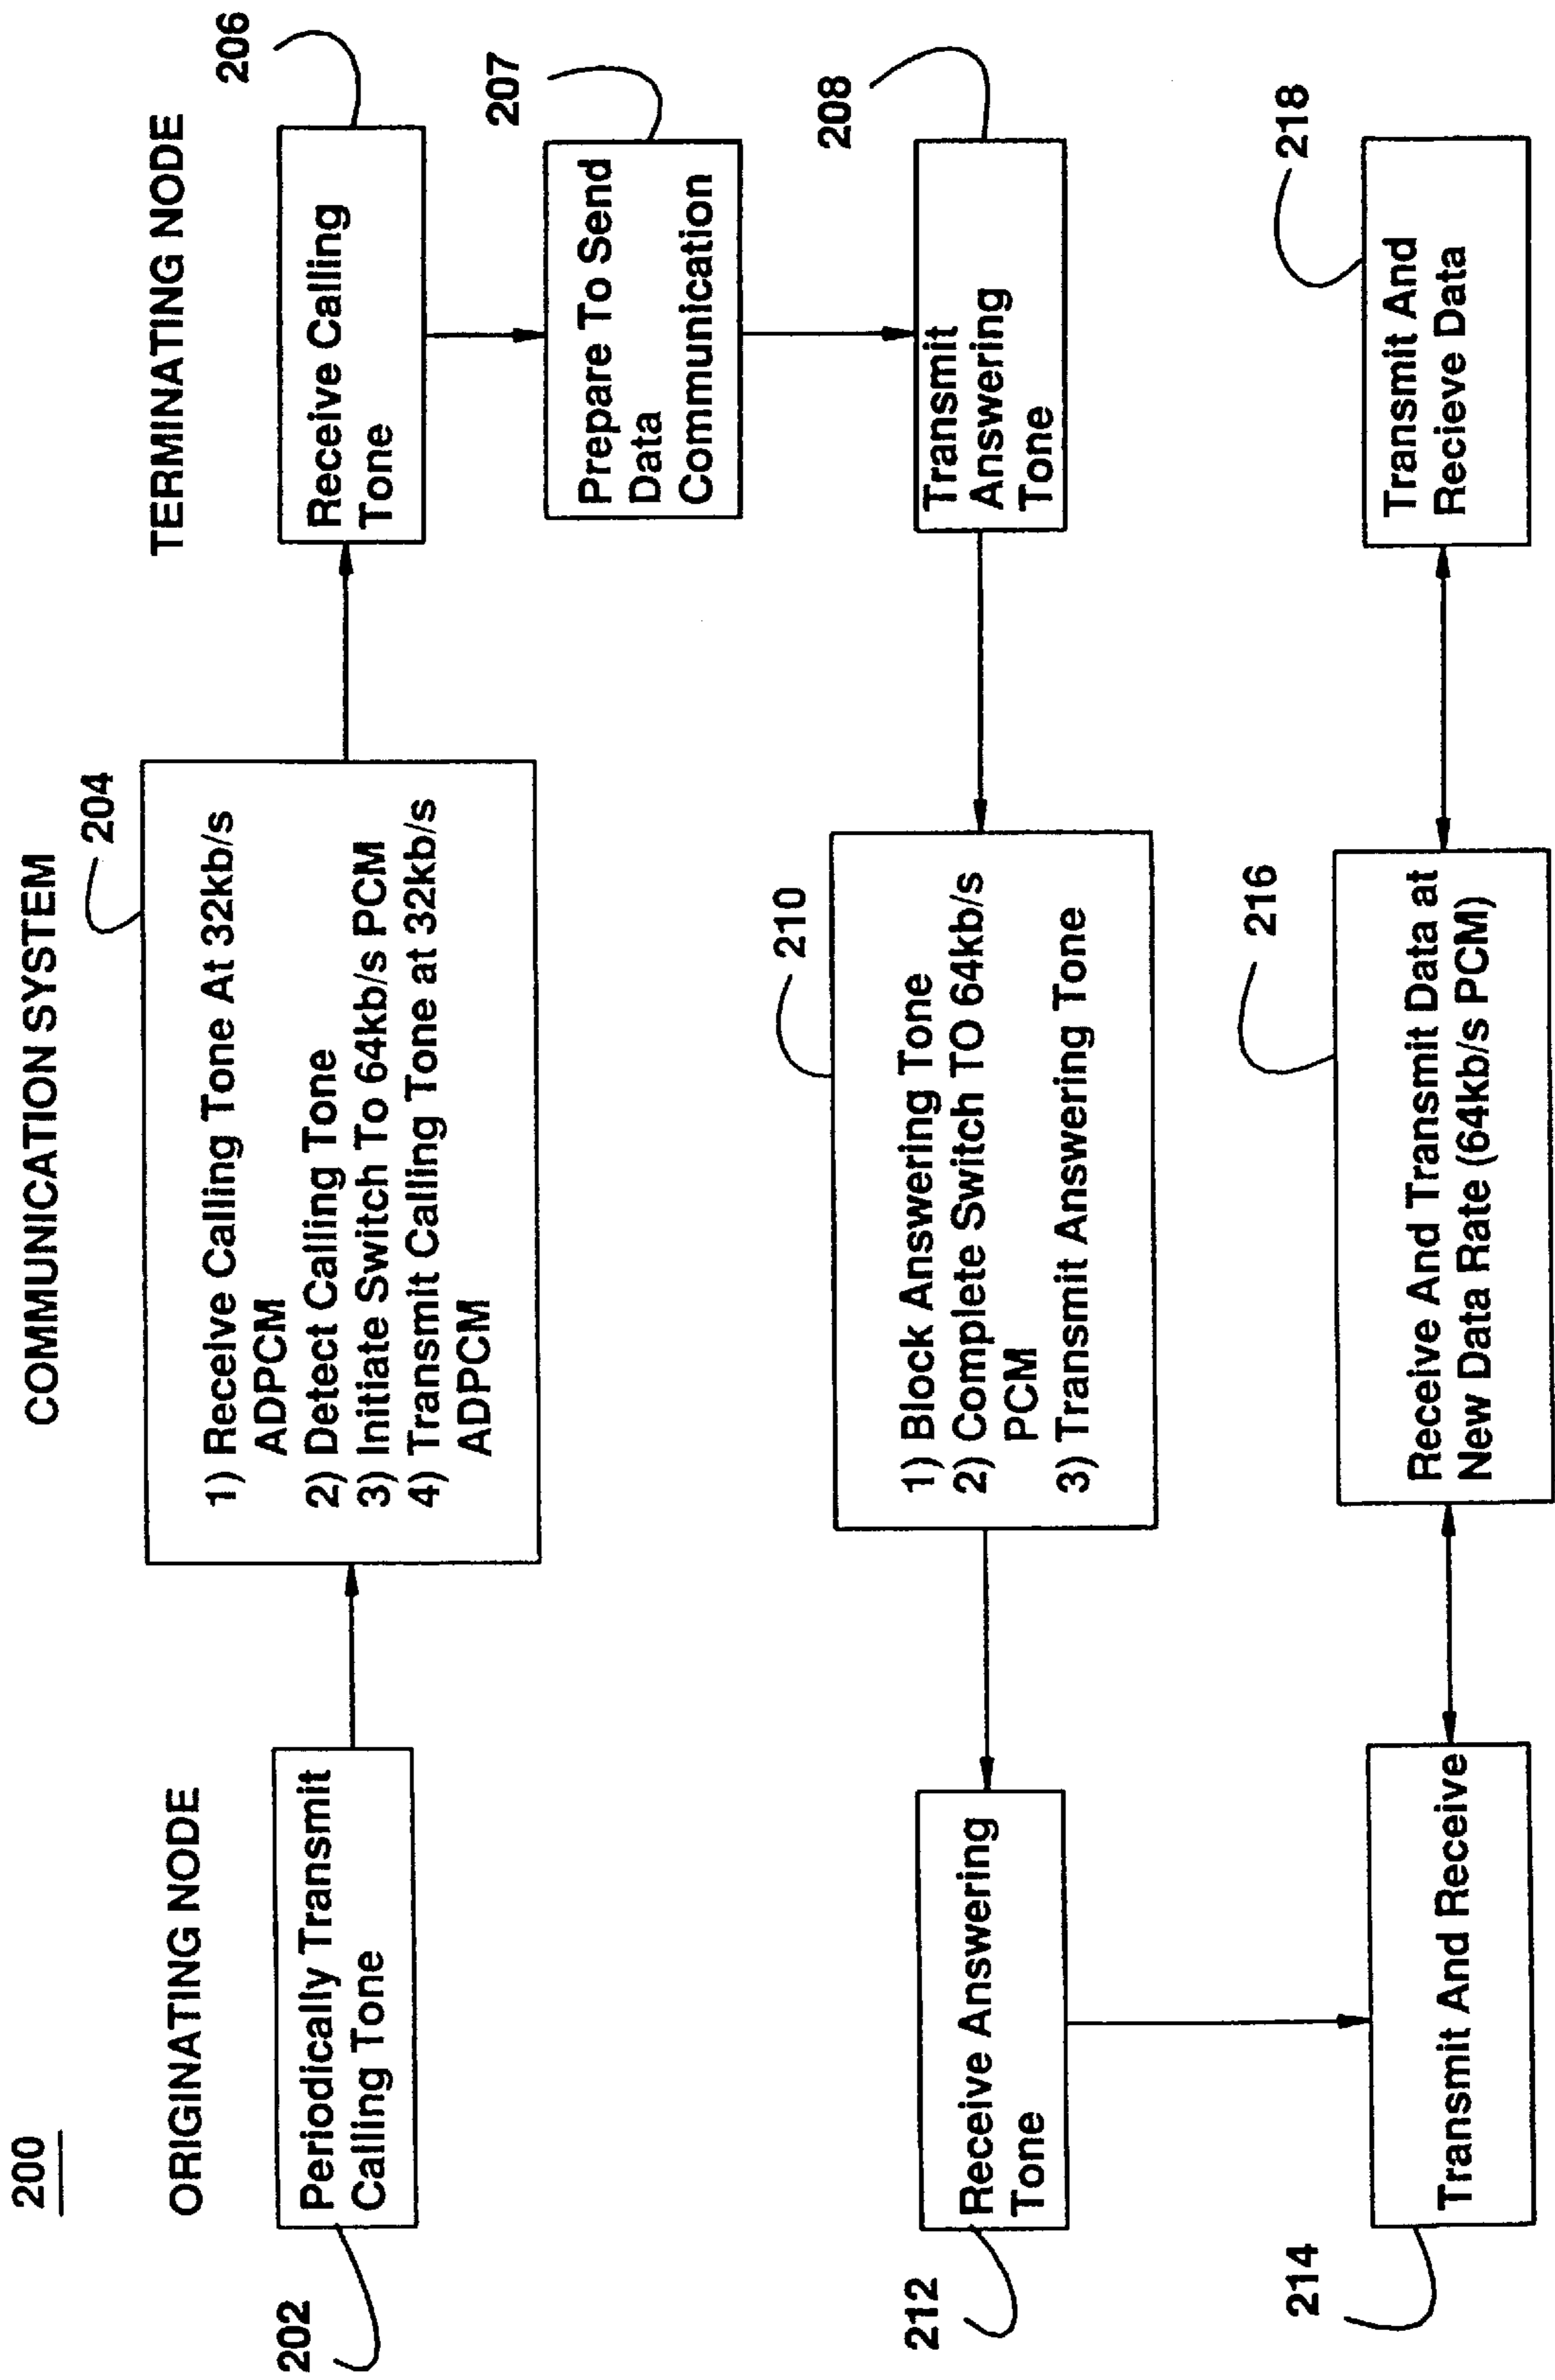 200
ORIGINATING NODE
COMMUNICATION SYSTEM
TERMINATING NODE
202
Periodically Transmit
Calling Tone
204
1) Receive Calling Tone At 32kb/s
ADPCM
2) Detect Calling Tone
3) Initiate Switch To 64kb/s PCM
4) Transmit Calling Tone at 32kb/s
ADPCM
206
Receive Calling
Tone
207
Prepare To Send
Data
Communication
208
Transmit
Answering
Tone
210
1) Block Answering Tone
2) Complete Switch TO 64kb/s
PCM
3) Transmit Answering Tone
212
Receive Answering
Tone
214
Transmit And Receive
216
Receive And Transmit Data at
New Data Rate (64kb/s PCM)
218
Transmit And
Recieve Data